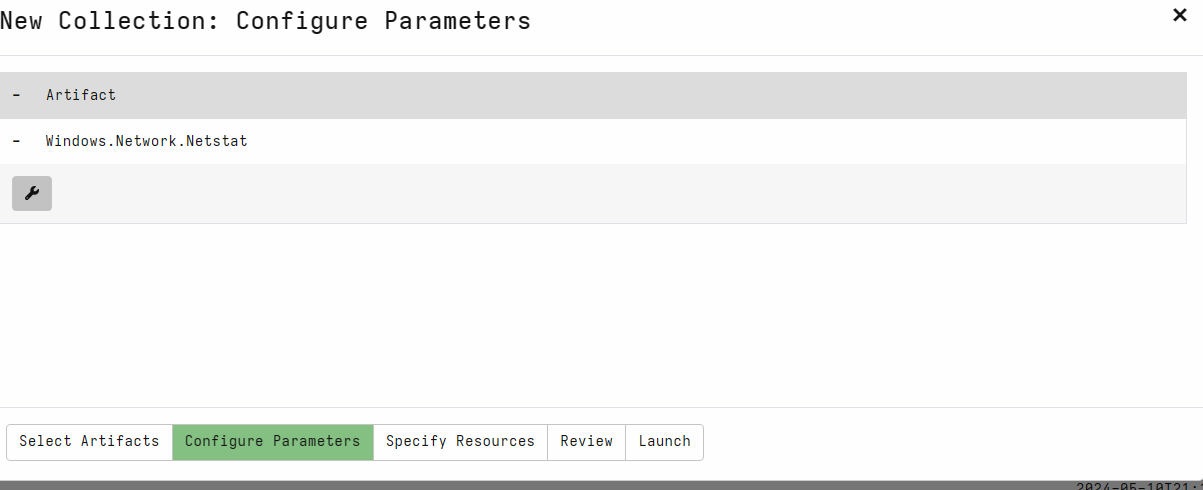 New Collection: Configure Parameters
- Artifact
- Windows.Network.Netstat
Select Artifacts Configure Parameters Specify Resources Review Launch